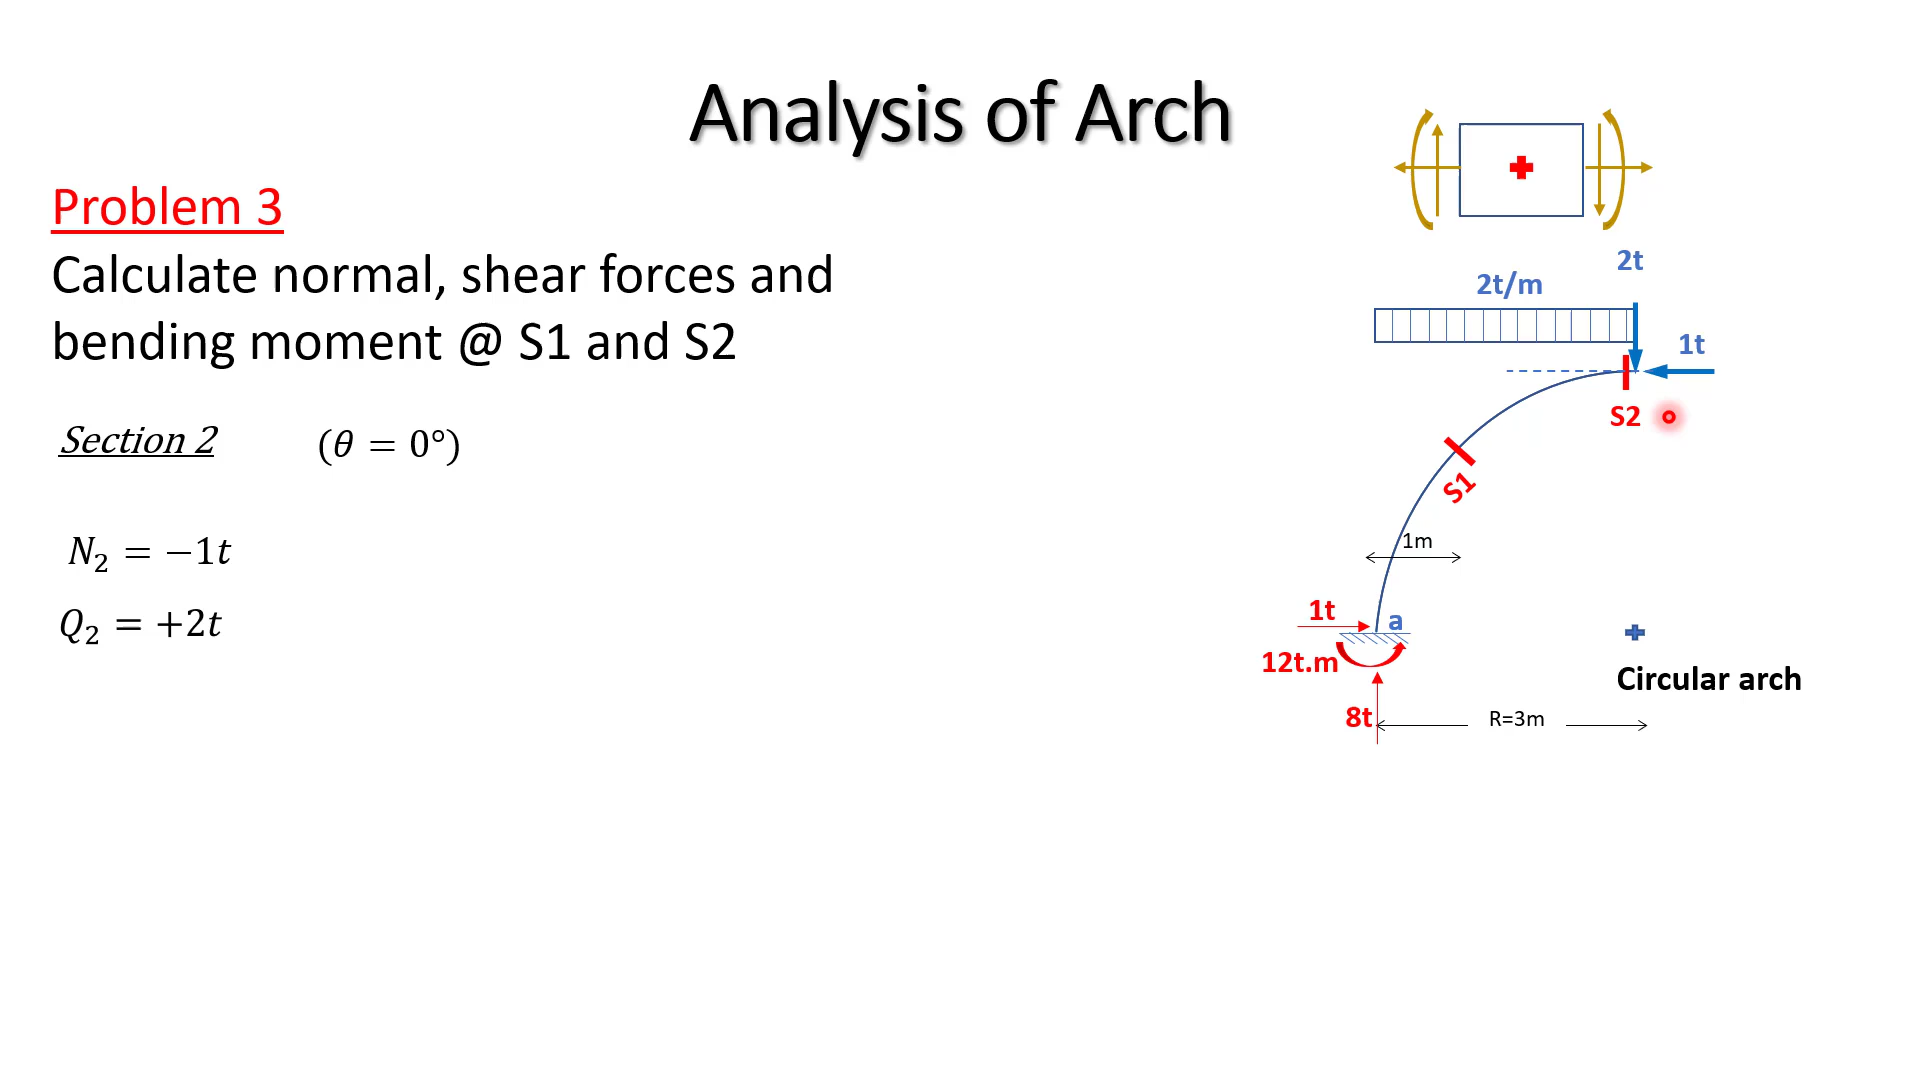 Analysis of Arch
Problem 3
Calculate normal, shear forces and
bending moment @ S1 and S2
Section 2 (θ = 0°)
N₂ = −1t
Q₂ = +2t
2t
2t/m
1t
S2
S1
1m
1t
a
12t.m
Circular arch
8t
R=3m